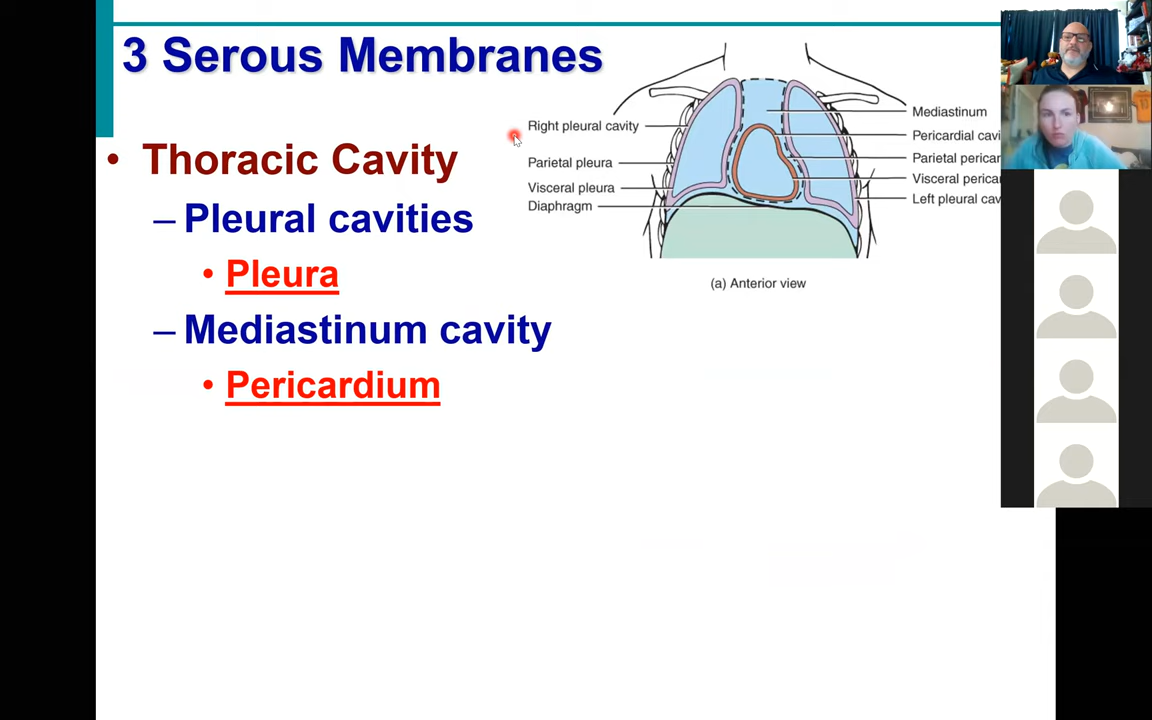 3 Serous Membranes
• Thoracic Cavity
– Pleural cavities
• Pleura
– Mediastinum cavity
• Pericardium
Right pleural cavity
Parietal pleura
Visceral pleura
Diaphragm
Mediastinum
Pericardial cavi
Parietal pericar
Visceral perica
Left pleural cav
(a) Anterior view